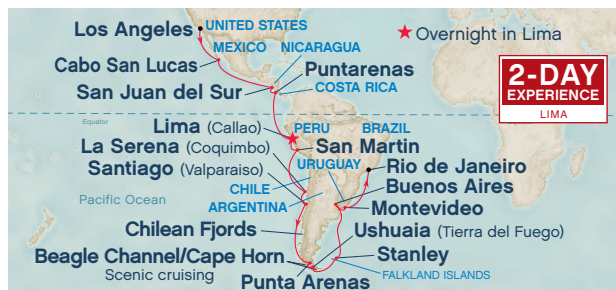 Los Angeles
UNITED STATES
★ Overnight in Lima
MEXICO
NICARAGUA
Cabo San Lucas
Puntarenas
San Juan del Sur
COSTA RICA
2-DAY
EXPERIENCE
LIMA
Equator
Lima (Callao)
PERU
BRAZIL
La Serena (Coquimbo)
San Martin
URUGUAY
Rio de Janeiro
Santiago (Valparaiso)
Buenos Aires
CHILE
Pacific Ocean
ARGENTINA
Montevideo
Chilean Fjords
Ushuaia (Tierra del Fuego)
Beagle Channel/Cape Horn
Stanley
Scenic cruising
FALKLAND ISLANDS
Punta Arenas